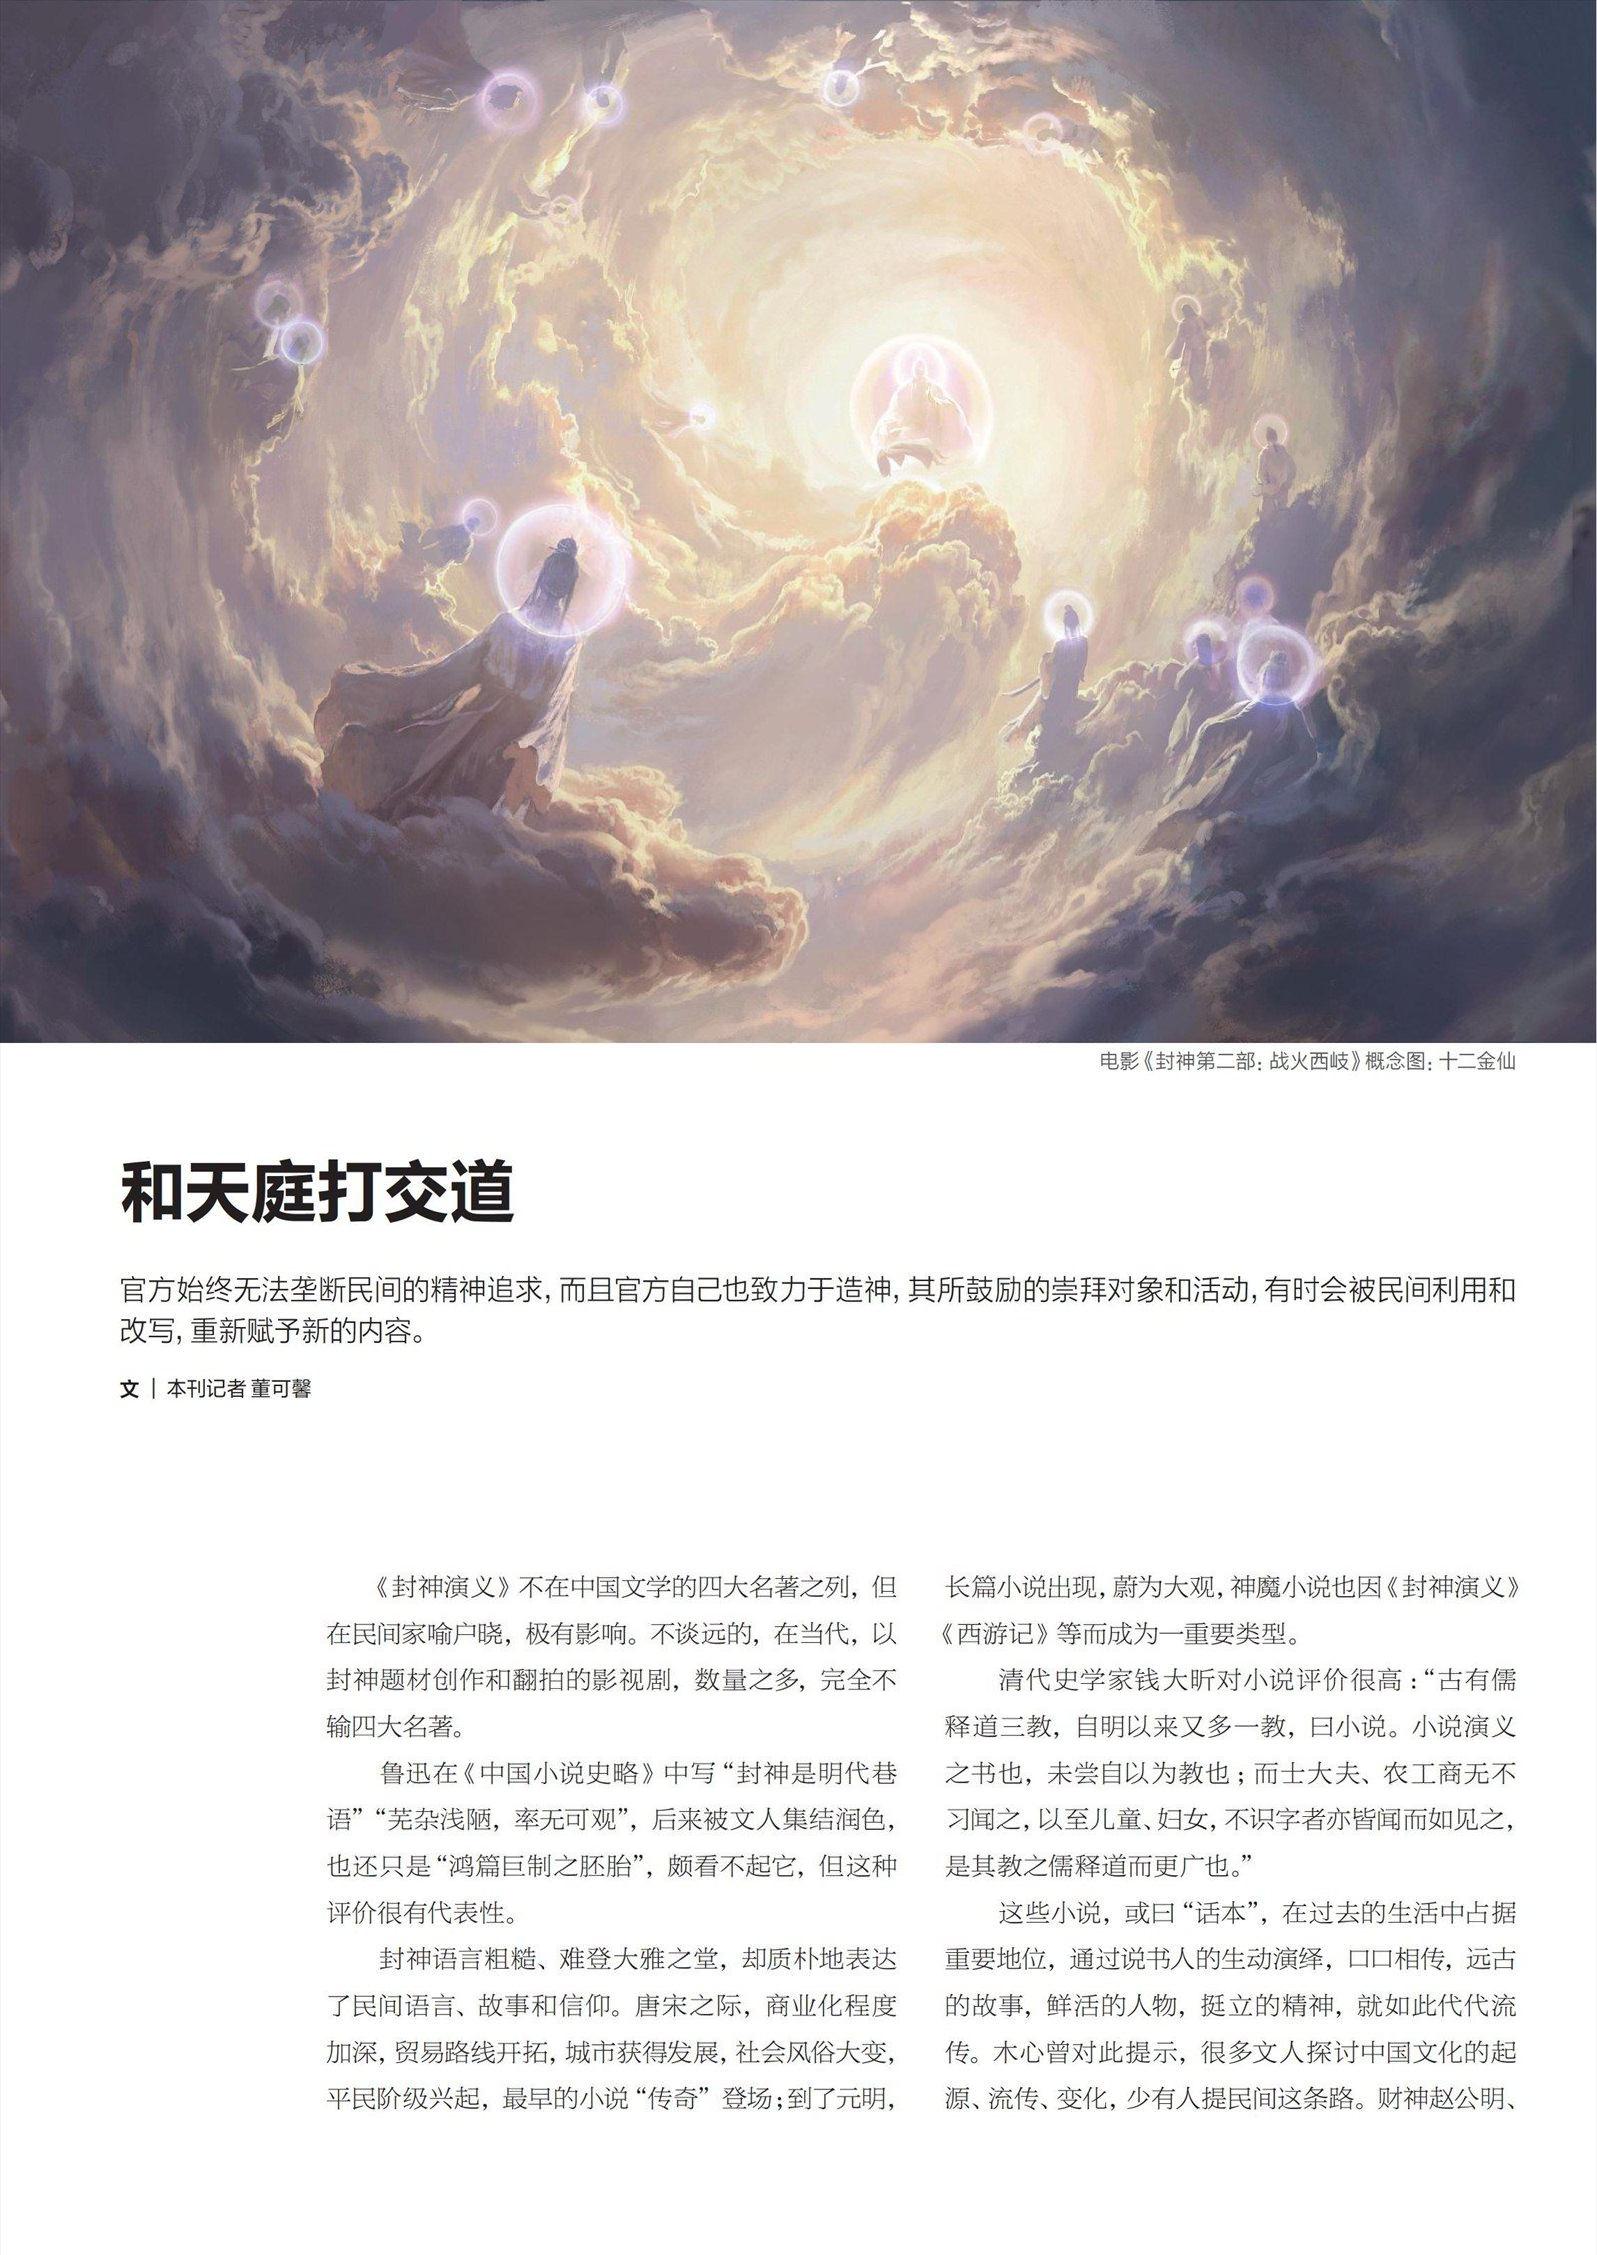 电影《封神第二部：战火西岐》概念图：十二金仙
和天庭打交道
官方始终无法垄断民间的精神追求，而且官方自己也致力于造神，其所鼓励的崇拜对象和活动，有时会被民间利用和
改写，重新赋予新的内容。
文｜本刊记者 董可馨
《封神演义》不在中国文学的四大名著之列，但
在民间家喻户晓，极有影响。不谈远的，在当代，以
封神题材创作和翻拍的影视剧，数量之多，完全不
输四大名著。
鲁迅在《中国小说史略》中写“封神是明代巷
语”“芜杂浅陋，率无可观”，后来被文人集结润色，
也还只是“鸿篇巨制之胚胎”，颇看不起它，但这种
评价很有代表性。
封神语言粗糙、难登大雅之堂，却质朴地表达
了民间语言、故事和信仰。唐宋之际，商业化程度
加深，贸易路线开拓，城市获得发展，社会风俗大变，
平民阶级兴起，最早的小说“传奇”登场；到了元明，
长篇小说出现，蔚为大观，神魔小说也因《封神演义》
《西游记》等而成为一重要类型。
清代史学家钱大昕对小说评价很高：“古有儒
释道三教，自明以来又多一教，曰小说。小说演义
之书也，未尝自以为教也；而士大夫、农工商无不
习闻之，以至儿童、妇女，不识字者亦皆闻而如见之，
是其教之儒释道而更广也。”
这些小说，或曰“话本”，在过去的生活中占据
重要地位，通过说书人的生动演绎，口口相传，远古
的故事，鲜活的人物，挺立的精神，就如此代代流
传。木心曾对此提示，很多文人探讨中国文化的起
源、流传、变化，少有人提民间这条路。财神赵公明、